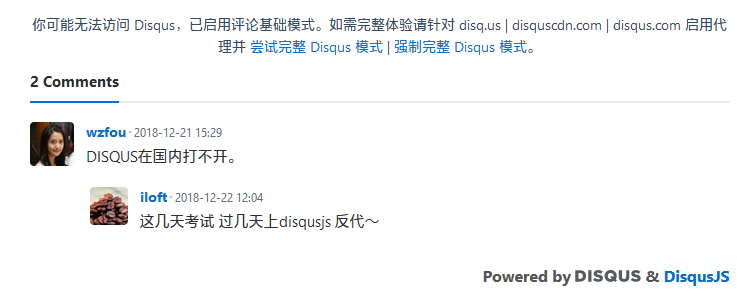 你可能无法访问 Disqus，已启用评论基础模式。如需完整体验请针对 disq.us | disquscdn.com | disqus.com 启用代
理并 尝试完整 Disqus 模式 | 强制完整 Disqus 模式。
2 Comments
wzfou · 2018-12-21 15:29
DISQUS在国内打不开。
iloft · 2018-12-22 12:04
这几天考试 过几天上disqusjs 反代～
Powered by DISQUS & DisqusJS